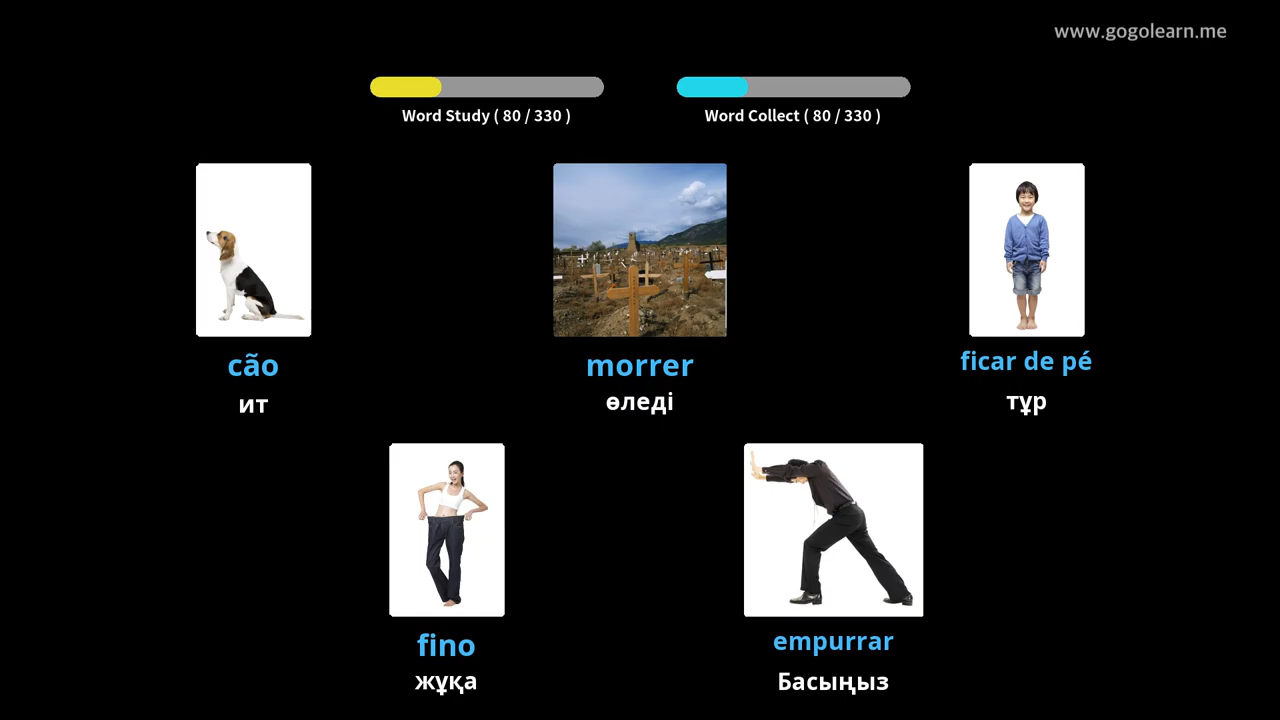 www.gogolearn.me
Word Study ( 80 / 330 )
Word Collect ( 80 / 330 )
cão
ит
morrer
өледі
ficar de pé
тұр
fino
жұқа
empurrar
Басыңыз